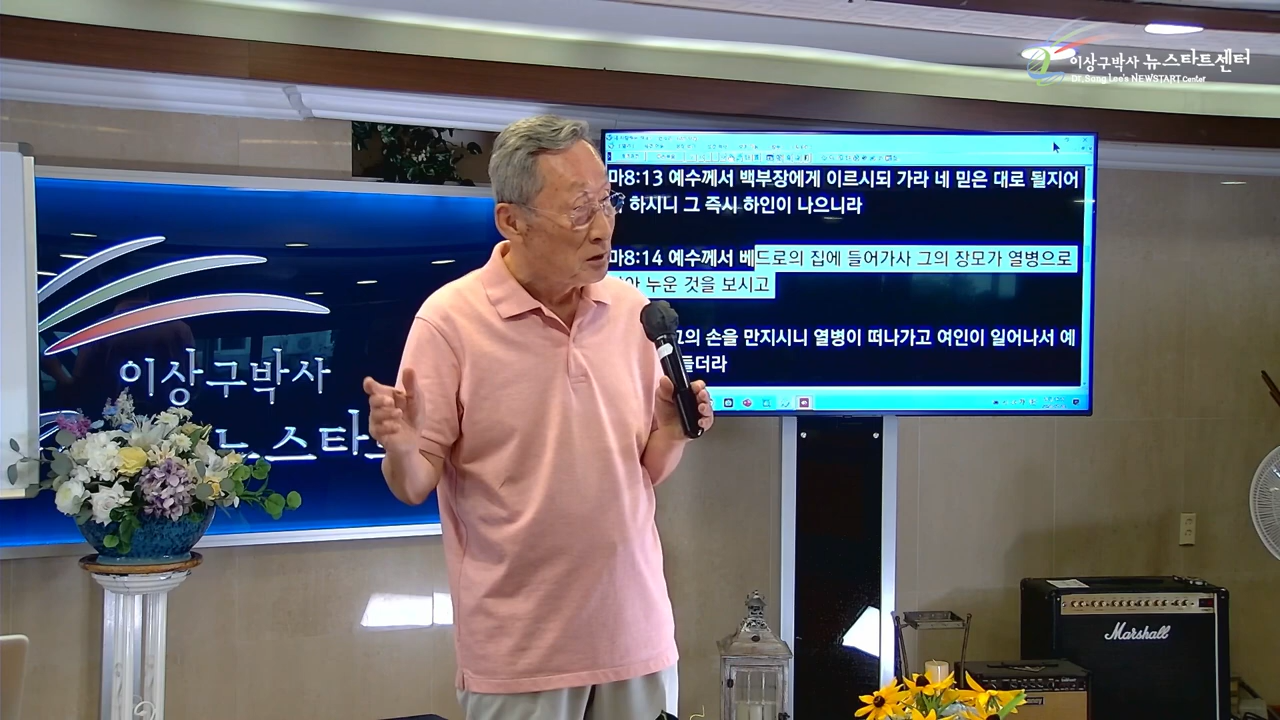 이상구박사 뉴스타트센터
Dr. Sang Lee's NEWSTART Center
마8:13 예수께서 백부장에게 이르시되 가라 네 믿은 대로 될지어
하시니 그 즉시 하인이 나으니라
마8:14 예수께서 베드로의 집에 들어가사 그의 장모가 열병으로
누운 것을 보시고
그의 손을 만지시니 열병이 떠나가고 여인이 일어나서 예
들더라
이상구박사
뉴스타트
Marshall